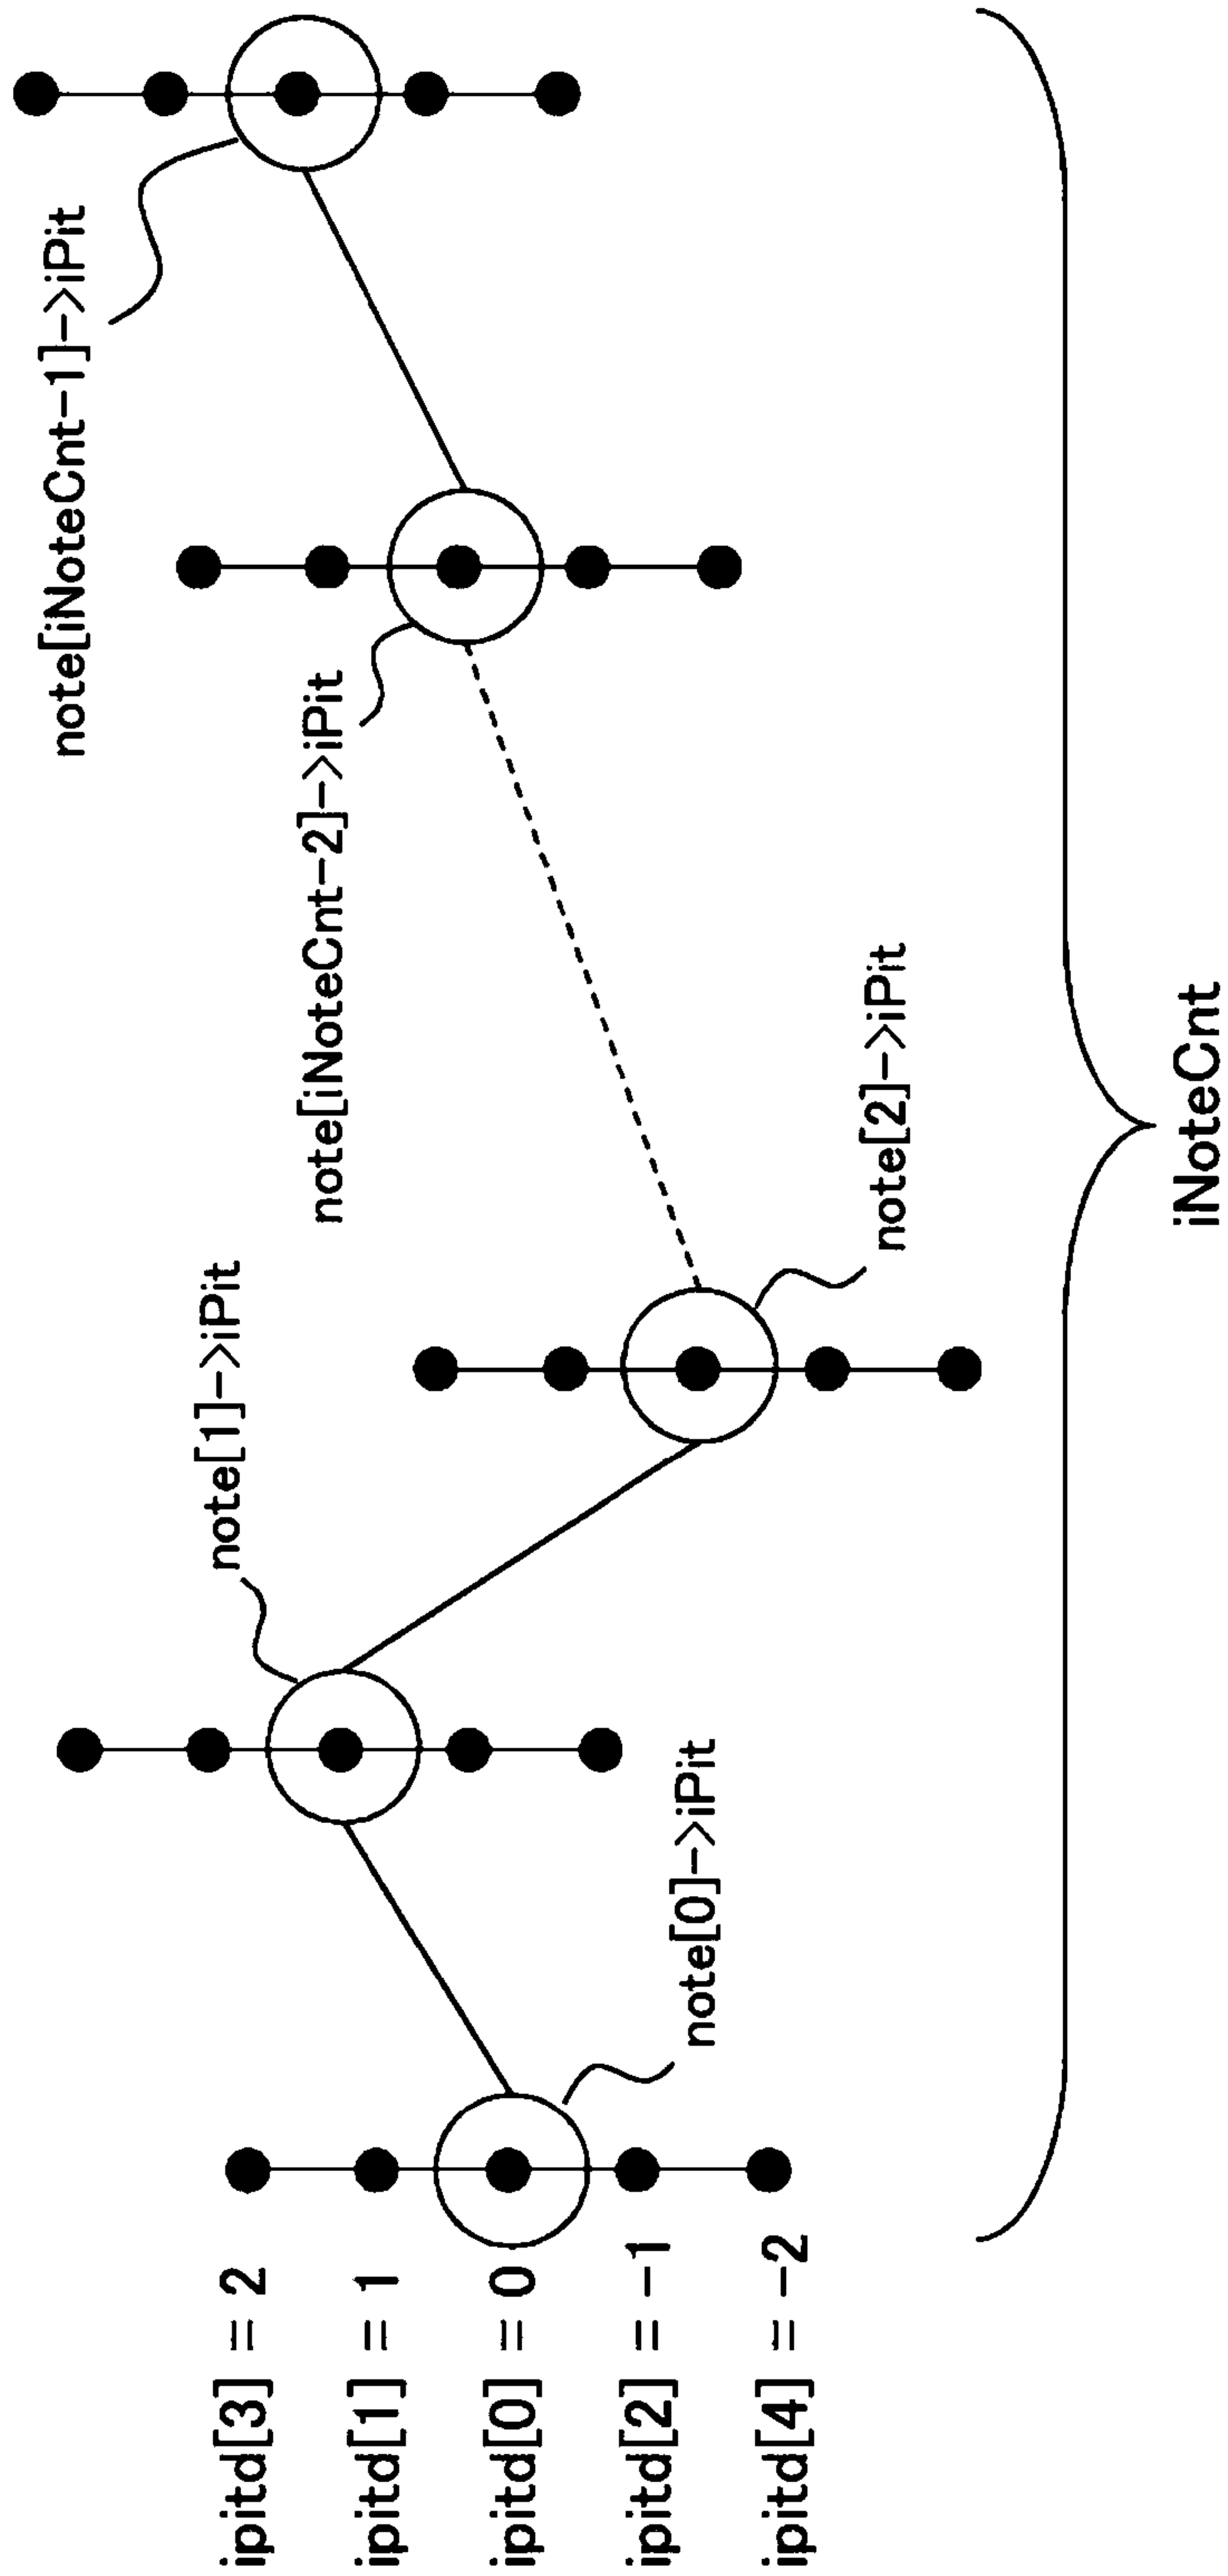 note[iNoteCnt-1]->iPit
note[1]->iPit
note[iNoteCnt-2]->iPit
ipitd[3] = 2
ipitd[1] = 1
ipitd[0] = 0
ipitd[2] = -1
ipitd[4] = -2
note[0]->iPit
note[2]->iPit
iNoteCnt